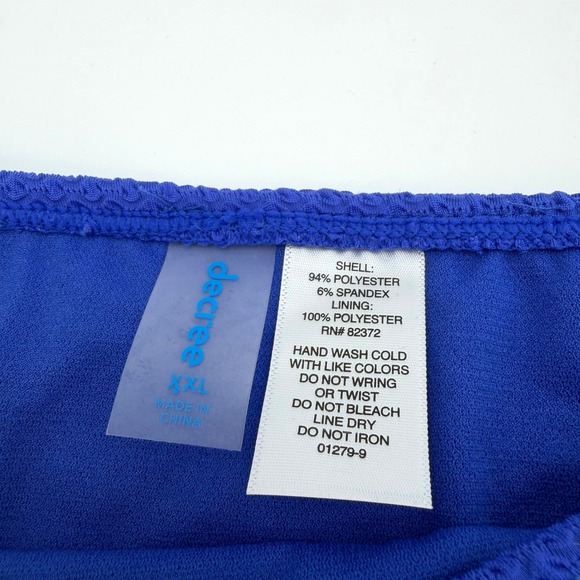 decree
XXL
MADE IN
CHINA
SHELL:
94% POLYESTER
6% SPANDEX
LINING:
100% POLYESTER
RN# 82372
HAND WASH COLD
WITH LIKE COLORS
DO NOT WRING
OR TWIST
DO NOT BLEACH
LINE DRY
DO NOT IRON
01279-9